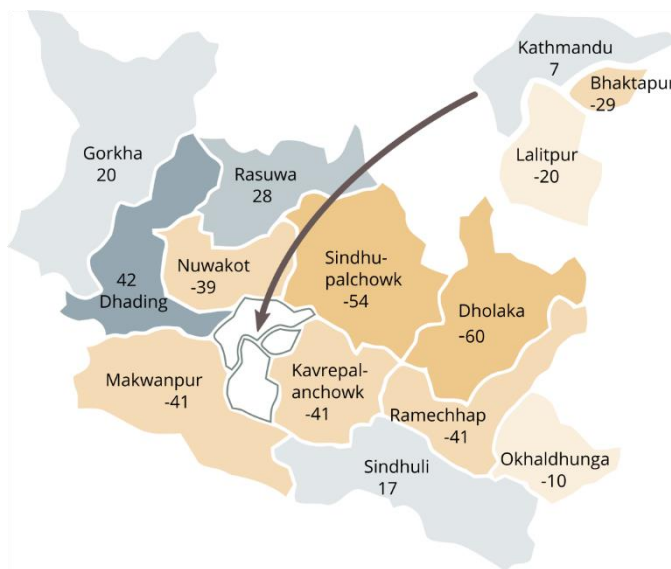 Kathmandu
7
Bhaktapur
-29
Lalitpur
-20
Gorkha
20
Rasuwa
28
42
Dhading
Nuwakot
-39
Sindhu-
palchowk
-54
Dholaka
-60
Makwanpur
-41
Kavrepal-
anchowk
-41
Ramechhap
-41
Okhaldhunga
-10
Sindhuli
17